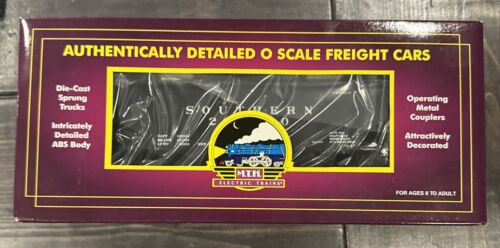 AUTHENTICALLY DETAILED O SCALE FREIGHT CARS
Die-Cast
Sprung
Trucks
Intricately
Detailed
ABS Body
SOUTHERN
CAPY
M.T.H.
ELECTRIC TRAINS
Operating
Metal
Couplers
Attractively
Decorated
FOR AGES 8 TO ADULT